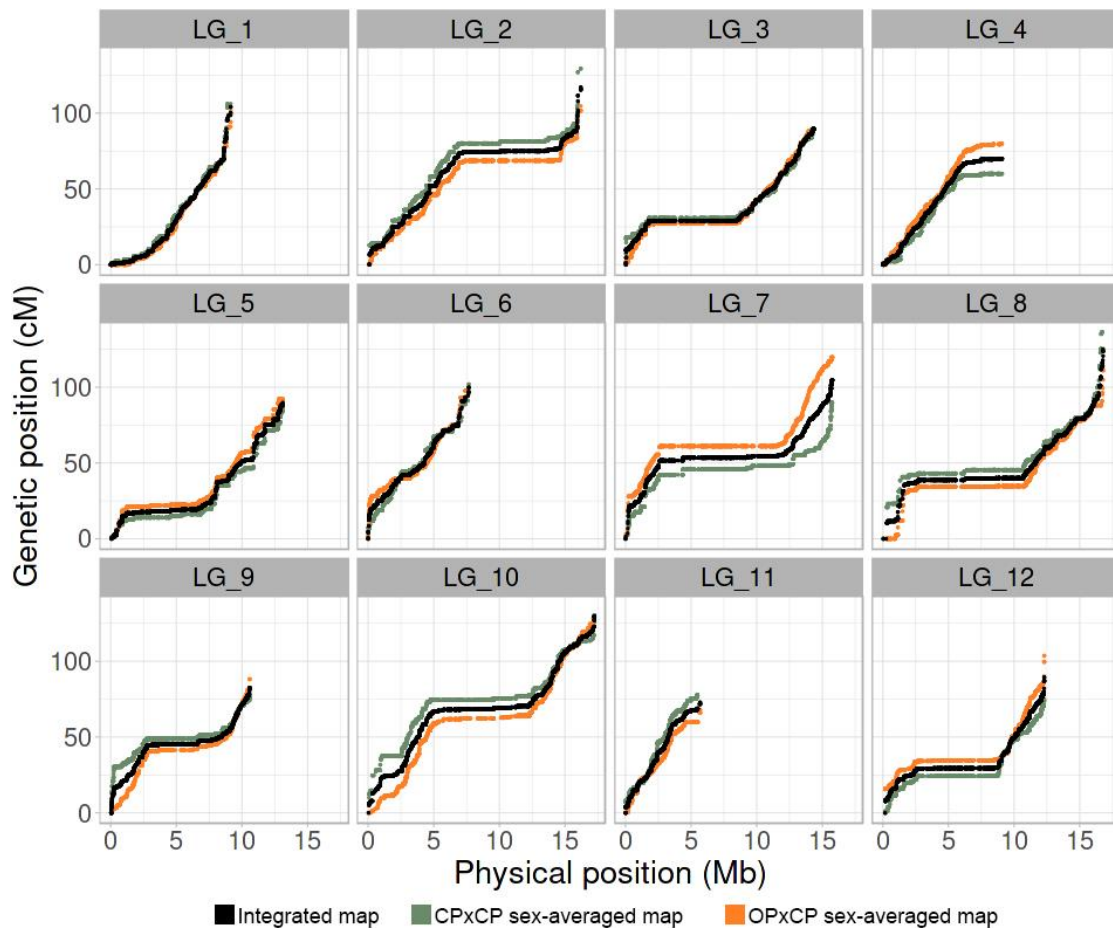 LG_1 LG_2 LG_3 LG_4
100
50
0
LG_5 LG_6 LG_7 LG_8
100
50
0
LG_9 LG_10 LG_11 LG_12
100
50
0
Genetic position (cM)
0 5 10 15 0 5 10 15 0 5 10 15 0 5 10 15
Physical position (Mb)
Integrated map CPxCP sex-averaged map OPxCP sex-averaged map